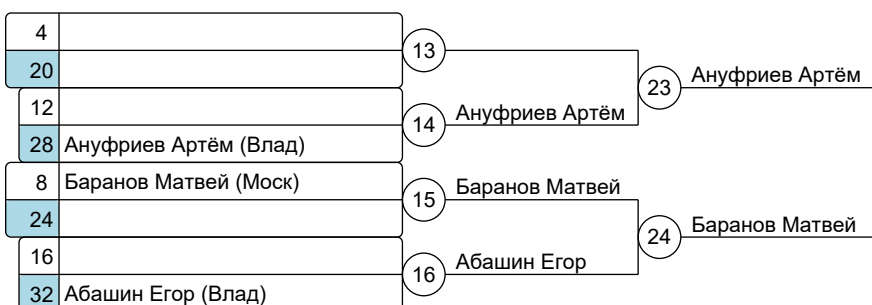 4
13
20
23 Ануфриев Артём
12
14 Ануфриев Артём
28 Ануфриев Артём (Влад)
8 Баранов Матвей (Моск)
15 Баранов Матвей
24
24 Баранов Матвей
16
16 Абашин Егор
32 Абашин Егор (Влад)